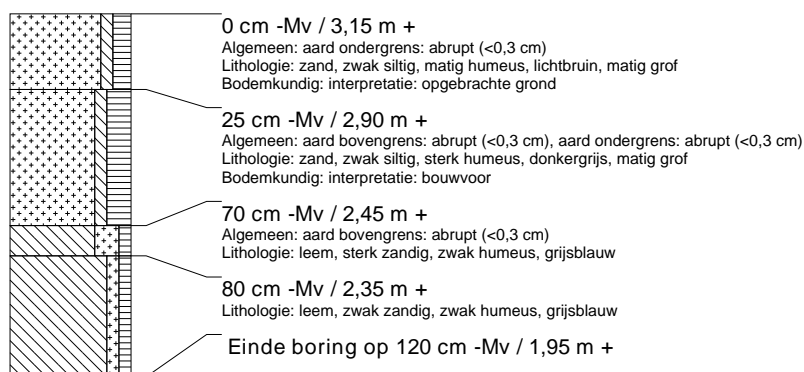 0 cm -Mv / 3,15 m +
Algemeen: aard ondergrens: abrupt (<0,3 cm)
Lithologie: zand, zwak siltig, matig humeus, lichtbruin, matig grof
Bodemkundig: interpretatie: opgebrachte grond
25 cm -Mv / 2,90 m +
Algemeen: aard bovengrens: abrupt (<0,3 cm), aard ondergrens: abrupt (<0,3 cm)
Lithologie: zand, zwak siltig, sterk humeus, donkergrijs, matig grof
Bodemkundig: interpretatie: bouwvoor
70 cm -Mv / 2,45 m +
Algemeen: aard bovengrens: abrupt (<0,3 cm)
Lithologie: leem, sterk zandig, zwak humeus, grijsblauw
80 cm -Mv / 2,35 m +
Lithologie: leem, zwak zandig, zwak humeus, grijsblauw
Einde boring op 120 cm -Mv / 1,95 m +